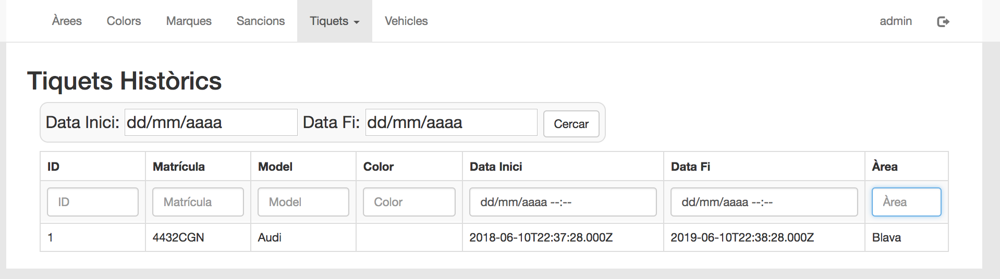 Àrees Colors Marques Sancions Tiquets Vehicles admin
Tiquets Històrics
Data Inici: dd/mm/aaaa Data Fi: dd/mm/aaaa Cercar
ID Matrícula Model Color Data Inici Data Fi Àrea
ID Matrícula Model Color dd/mm/aaaa --:-- dd/mm/aaaa --:-- Àrea
1 4432CGN Audi 2018-06-10T22:37:28.000Z 2019-06-10T22:38:28.000Z Blava